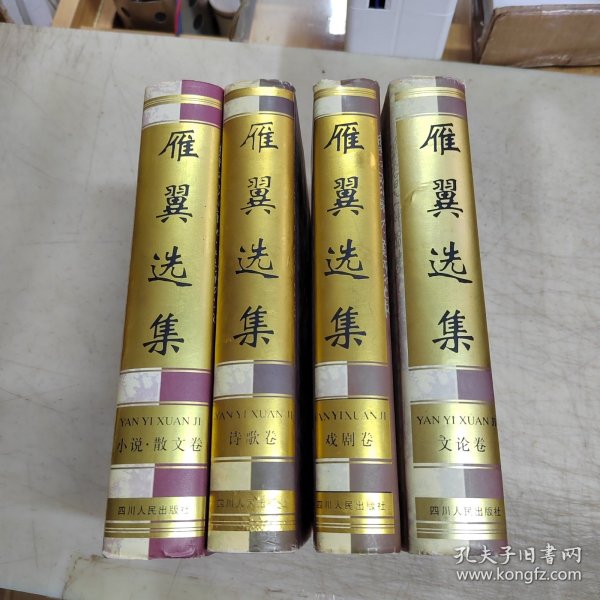 雁翼选集
YAN YI XUAN JI
小说·散文卷
四川人民出版社
雁翼选集
YAN YI XUAN JI
诗歌卷
四川人民出版社
雁翼选集
YAN YI XUAN JI
戏剧卷
四川人民出版社
雁翼选集
YAN YI XUAN JI
文论卷
四川人民出版社
孔夫子旧书网
www.kongfz.com